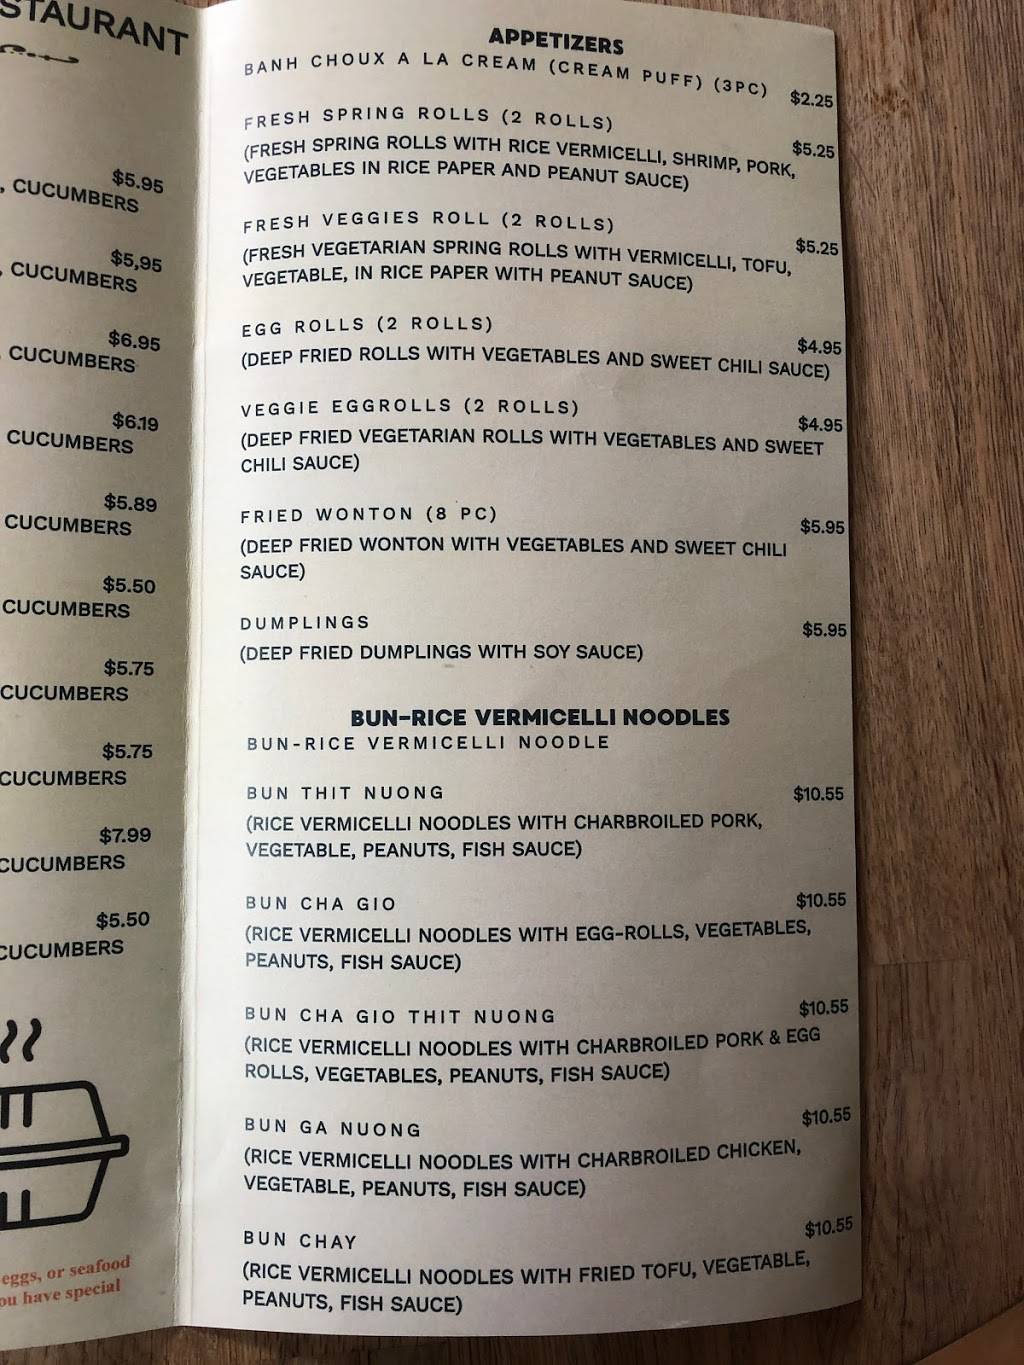 STAURANT
$5.95
, CUCUMBERS
$5,95
, CUCUMBERS
$6.95
, CUCUMBERS
$6.19
CUCUMBERS
$5.89
CUCUMBERS
$5.50
CUCUMBERS
$5.75
CUCUMBERS
$5.75
CUCUMBERS
$7.99
CUCUMBERS
$5.50
CUCUMBERS
eggs, or seafood
ou have special
APPETIZERS
BANH CHOUX A LA CREAM (CREAM PUFF) (3PC) $2.25
FRESH SPRING ROLLS (2 ROLLS) $5.25
(FRESH SPRING ROLLS WITH RICE VERMICELLI, SHRIMP, PORK,
VEGETABLES IN RICE PAPER AND PEANUT SAUCE)
FRESH VEGGIES ROLL (2 ROLLS) $5.25
(FRESH VEGETARIAN SPRING ROLLS WITH VERMICELLI, TOFU,
VEGETABLE, IN RICE PAPER WITH PEANUT SAUCE)
EGG ROLLS (2 ROLLS) $4.95
(DEEP FRIED ROLLS WITH VEGETABLES AND SWEET CHILI SAUCE)
VEGGIE EGGROLLS (2 ROLLS) $4.95
(DEEP FRIED VEGETARIAN ROLLS WITH VEGETABLES AND SWEET
CHILI SAUCE)
FRIED WONTON (8 PC) $5.95
(DEEP FRIED WONTON WITH VEGETABLES AND SWEET CHILI
SAUCE)
DUMPLINGS $5.95
(DEEP FRIED DUMPLINGS WITH SOY SAUCE)
BUN-RICE VERMICELLI NOODLES
BUN-RICE VERMICELLI NOODLE
BUN THIT NUONG $10.55
(RICE VERMICELLI NOODLES WITH CHARBROILED PORK,
VEGETABLE, PEANUTS, FISH SAUCE)
BUN CHA GIO $10.55
(RICE VERMICELLI NOODLES WITH EGG-ROLLS, VEGETABLES,
PEANUTS, FISH SAUCE)
BUN CHA GIO THIT NUONG $10.55
(RICE VERMICELLI NOODLES WITH CHARBROILED PORK & EGG
ROLLS, VEGETABLES, PEANUTS, FISH SAUCE)
BUN GA NUONG $10.55
(RICE VERMICELLI NOODLES WITH CHARBROILED CHICKEN,
VEGETABLE, PEANUTS, FISH SAUCE)
BUN CHAY $10.55
(RICE VERMICELLI NOODLES WITH FRIED TOFU, VEGETABLE,
PEANUTS, FISH SAUCE)